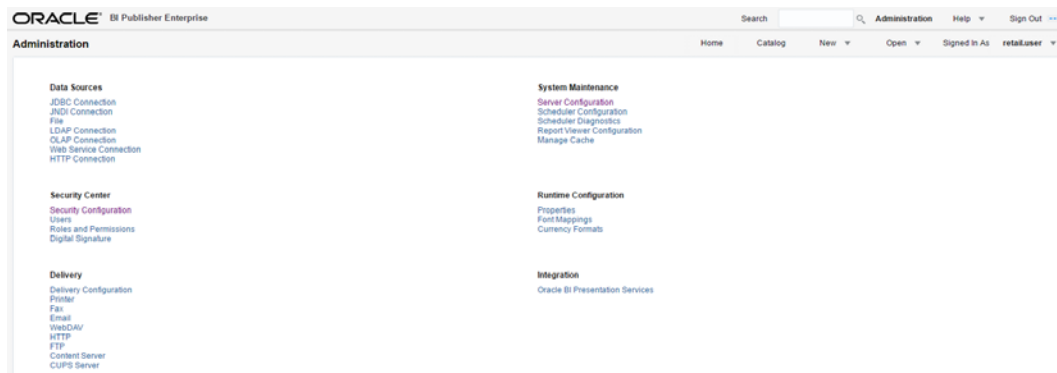 ORACLE BI Publisher Enterprise
Search Administration Help Sign Out
Administration
Home Catalog New Open Signed In As retail.user
Data Sources
JDBC Connection
JNDI Connection
File
LDAP Connection
OLAP Connection
Web Service Connection
HTTP Connection
System Maintenance
Server Configuration
Scheduler Configuration
Scheduler Diagnostics
Report Viewer Configuration
Manage Cache
Security Center
Security Configuration
Users
Roles and Permissions
Digital Signature
Runtime Configuration
Properties
Font Mappings
Currency Formats
Delivery
Delivery Configuration
Printer
Fax
Email
WebDAV
HTTP
FTP
Content Server
CUPS Server
Integration
Oracle BI Presentation Services